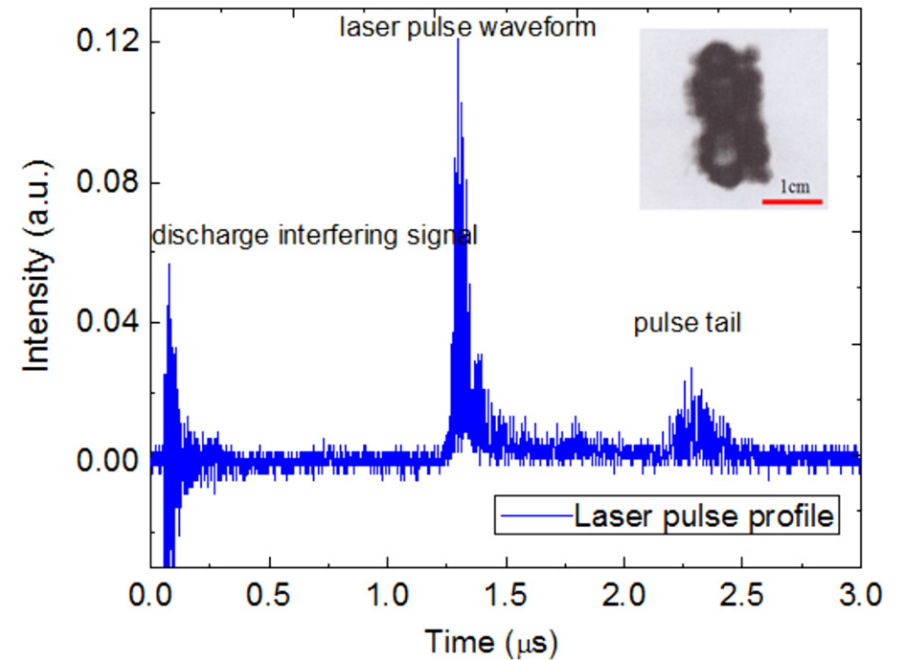 laser pulse waveform
0.12
1cm
0.08
discharge interfering signal
Intensity (a.u.)
0.04
pulse tail
0.00
Laser pulse profile
0.0 0.5 1.0 1.5 2.0 2.5 3.0
Time (μs)